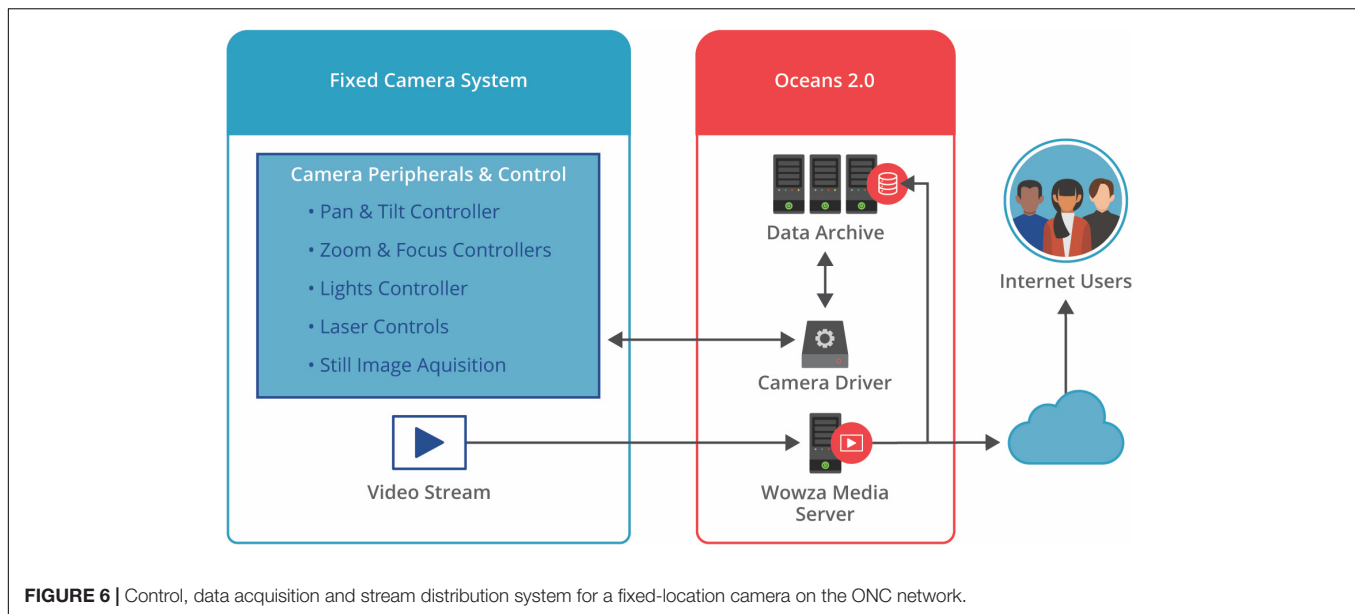 Fixed Camera System
Oceans 2.0
Camera Peripherals & Control
• Pan & Tilt Controller
• Zoom & Focus Controllers
• Lights Controller
• Laser Controls
• Still Image Aquisition
Data Archive
Internet Users
Camera Driver
Video Stream
Wowza Media
Server
FIGURE 6 | Control, data acquisition and stream distribution system for a fixed-location camera on the ONC network.